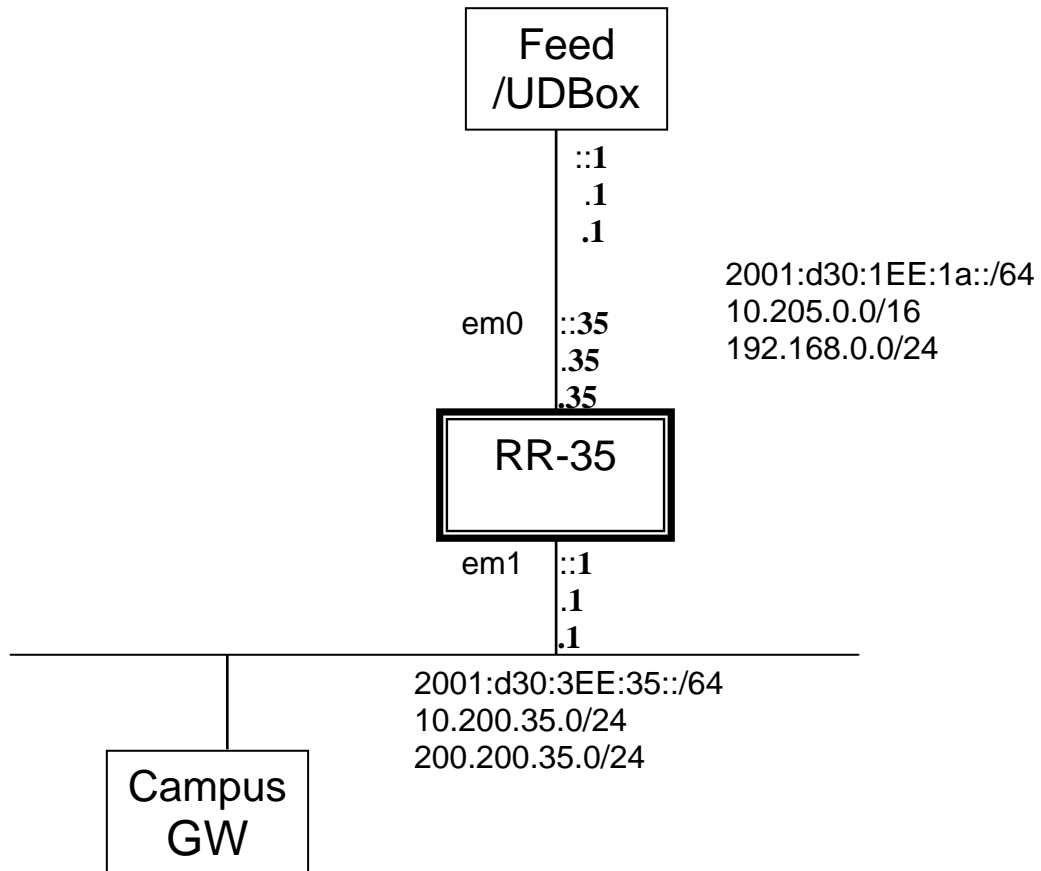 Feed
/UDBox
::1
.1
.1
2001:d30:1EE:1a::/64
10.205.0.0/16
192.168.0.0/24
em0
::35
.35
.35
RR-35
em1
::1
.1
.1
2001:d30:3EE:35::/64
10.200.35.0/24
200.200.35.0/24
Campus
GW